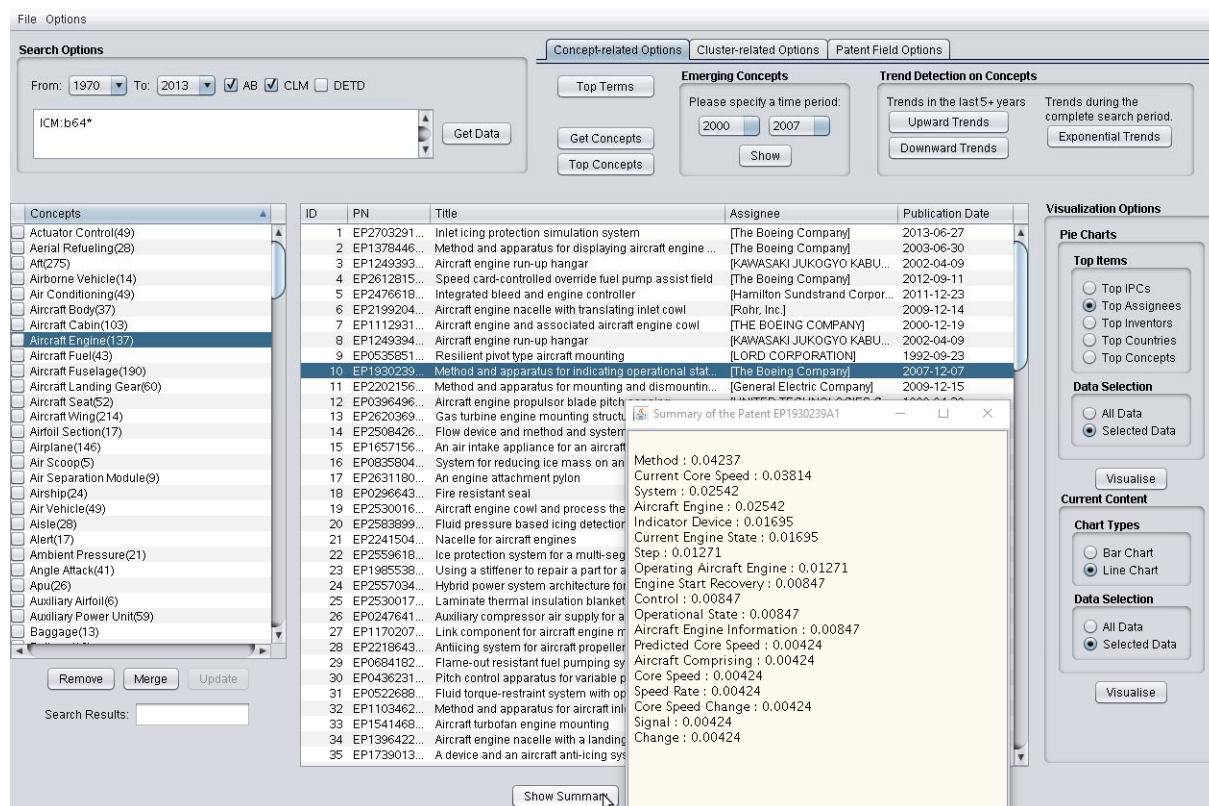 File Options
Search Options
From: 1970 To: 2013 AB CLM DETD
ICM:b64*
Get Data
Concept-related Options Cluster-related Options Patent Field Options
Top Terms
Get Concepts
Top Concepts
Emerging Concepts
Please specify a time period:
2000 2007
Show
Trend Detection on Concepts
Trends in the last 5+ years
Upward Trends
Downward Trends
Trends during the
complete search period.
Exponential Trends
Concepts
Actuator Control(49)
Aerial Refueling(28)
Aft(275)
Airborne Vehicle(14)
Air Conditioning(49)
Aircraft Body(37)
Aircraft Cabin(103)
Aircraft Engine(137)
Aircraft Fuel(43)
Aircraft Fuselage(190)
Aircraft Landing Gear(60)
Aircraft Seat(52)
Aircraft Wing(214)
Airfoil Section(17)
Airplane(146)
Air Scoop(5)
Air Separation Module(9)
Airship(24)
Air Vehicle(49)
Aisle(28)
Alert(17)
Ambient Pressure(21)
Angle Attack(41)
Apu(26)
Auxiliary Airfoil(6)
Auxiliary Power Unit(59)
Baggage(13)
Remove Merge Update
Search Results:
ID PN Title Assignee Publication Date
1 EP2703291... Inlet icing protection simulation system [The Boeing Company] 2013-06-27
2 EP1378446... Method and apparatus for displaying aircraft engine ... [The Boeing Company] 2003-06-30
3 EP1249393... Aircraft engine run-up hangar [KAWASAKI JUKOGYO KABU... 2002-04-09
4 EP2612815... Speed card-controlled override fuel pump assist field [The Boeing Company] 2012-09-11
5 EP2476618... Integrated bleed and engine controller [Hamilton Sundstrand Corpor... 2011-12-23
6 EP2199204... Aircraft engine nacelle with translating inlet cowl [Rohr, Inc.] 2009-12-14
7 EP1112931... Aircraft engine and associated aircraft engine cowl [THE BOEING COMPANY] 2000-12-19
8 EP1249394... Aircraft engine run-up hangar [KAWASAKI JUKOGYO KABU... 2002-04-09
9 EP0535851... Resilient pivot type aircraft mounting [LORD CORPORATION] 1992-09-23
10 EP1930239... Method and apparatus for indicating operational stat... [The Boeing Company] 2007-12-07
11 EP2202156... Method and apparatus for mounting and dismountin... [General Electric Company] 2009-12-15
12 EP0396496... Aircraft engine propulsor blade pitch
13 EP2620369... Gas turbine engine mounting structu
14 EP2508426... Flow device and method and system
15 EP1657156... An air intake appliance for an aircraft
16 EP0835804... System for reducing ice mass on an
17 EP2631180... An engine attachment pylon
18 EP0296643... Fire resistant seal
19 EP2530016... Aircraft engine cowl and process the
20 EP2583899... Fluid pressure based icing detection
21 EP2241504... Nacelle for aircraft engines
22 EP2559618... Ice protection system for a multi-seg
23 EP1985538... Using a stiffener to repair a part for a
24 EP2557034... Hybrid power system architecture for
25 EP2530017... Laminate thermal insulation blanket
26 EP0247641... Auxiliary compressor air supply for a
27 EP1170207... Link component for aircraft engine m
28 EP2218643... Antiicing system for aircraft propeller
29 EP0684182... Flame-out resistant fuel pumping sy
30 EP0436231... Pitch control apparatus for variable p
31 EP0522688... Fluid torque-restraint system with op
32 EP1103462... Method and apparatus for aircraft inl
33 EP1541468... Aircraft turbofan engine mounting
34 EP1396422... Aircraft engine nacelle with a landing
35 EP1739013... A device and an aircraft anti-icing sys
Show Summary
Summary of the Patent EP1930239A1
Method : 0.04237
Current Core Speed : 0.03814
System : 0.02542
Aircraft Engine : 0.02542
Indicator Device : 0.01695
Current Engine State : 0.01695
Step : 0.01271
Operating Aircraft Engine : 0.01271
Engine Start Recovery : 0.00847
Control : 0.00847
Operational State : 0.00847
Aircraft Engine Information : 0.00847
Predicted Core Speed : 0.00424
Aircraft Comprising : 0.00424
Core Speed : 0.00424
Speed Rate : 0.00424
Core Speed Change : 0.00424
Signal : 0.00424
Change : 0.00424
Visualization Options
Pie Charts
Top Items
Top IPCs
Top Assignees
Top Inventors
Top Countries
Top Concepts
Data Selection
All Data
Selected Data
Visualise
Current Content
Chart Types
Bar Chart
Line Chart
Data Selection
All Data
Selected Data
Visualise